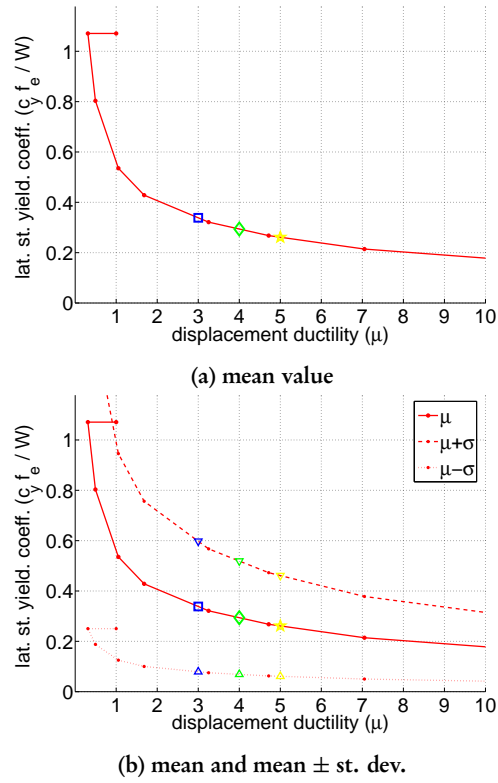 lat. st. yield. coeff. (c_y f_e / W)
1
0.8
0.6
0.4
0.2
0
1 2 3 4 5 6 7 8 9 10
displacement ductility (μ)
(a) mean value
lat. st. yield. coeff. (c_y f_e / W)
μ
μ+σ
μ−σ
1
0.8
0.6
0.4
0.2
0
1 2 3 4 5 6 7 8 9 10
displacement ductility (μ)
(b) mean and mean ± st. dev.